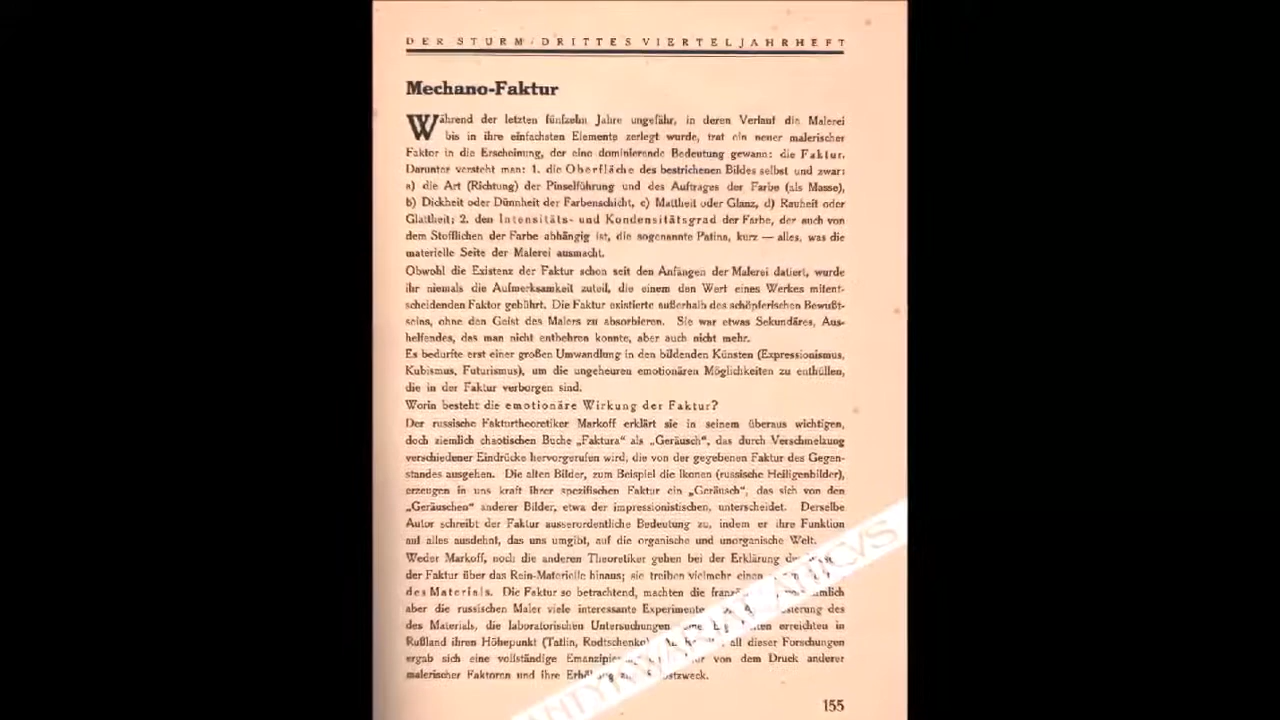 DER STURM/DRITTES VIERTELJAHRHEFT
Mechano-Faktur
Während der letzten fünfzehn Jahre ungefähr, in deren Verlauf die Malerei
bis in ihre einfachsten Elemente zerlegt wurde, trat ein neuer malerischer
Faktor in die Erscheinung, der eine dominierende Bedeutung gewann: die Faktur.
Darunter versteht man: 1. die Oberfläche des bestrichenen Bildes selbst und zwar:
a) die Art (Richtung) der Pinselführung und des Auftrages der Farbe (als Masse),
b) Dickheit oder Dünnheit der Farbenschicht, c) Mattheit oder Glanz, d) Rauheit oder
Glattheit; 2. den Intensitäts- und Kondensitätsgrad der Farbe, der auch von
dem Stofflichen der Farbe abhängig ist, die sogenannte Patina, kurz — alles, was die
materielle Seite der Malerei ausmacht.
Obwohl die Existenz der Faktur schon seit den Anfängen der Malerei datiert, wurde
ihr niemals die Aufmerksamkeit zuteil, die einem den Wert eines Werkes mitent-
scheidenden Faktor gebührt. Die Faktur existierte außerhalb des schöpferischen Bewußt-
seins, ohne den Geist des Malers zu absorbieren. Sie war etwas Sekundäres, Aus-
helfendes, das man nicht entbehren konnte, aber auch nicht mehr.
Es bedurfte erst einer großen Umwandlung in den bildenden Künsten (Expressionismus,
Kubismus, Futurismus), um die ungeheuren emotionären Möglichkeiten zu enthüllen,
die in der Faktur verborgen sind.
Worin besteht die emotionäre Wirkung der Faktur?
Der russische Fakturtheoretiker Markoff erklärt sie in seinem überaus wichtigen,
doch ziemlich chaotischen Buche „Faktura“ als „Geräusch“, das durch Verschmelzung
verschiedener Eindrücke hervorgerufen wird, die von der gegebenen Faktur des Gegen-
standes ausgehen. Die alten Bilder, zum Beispiel die Ikonen (russische Heiligenbilder),
erzeugen in uns kraft ihrer spezifischen Faktur ein „Geräusch“, das sich von den
„Geräuschen“ anderer Bilder, etwa der impressionistischen, unterscheidet. Derselbe
Autor schreibt der Faktur ausserordentliche Bedeutung zu, indem er ihre Funktion
auf alles ausdehnt, das uns umgibt, auf die organische und unorganische Welt.
Weder Markoff, noch die anderen Theoretiker gehen bei der Erklärung
der Faktur über das Rein-Materielle hinaus; sie treiben vielmehr einen
des Materials. Die Faktur so betrachtend, machten die
aber die russischen Maler viele interessante Experimente
des Materials, die laboratorischen Untersuchungen erreichten in
Rußland ihren Höhepunkt (Tatlin, Rodtschenko). all dieser Forschungen
ergab sich eine vollständige von dem Druck anderer
malerischer Faktoren und ihre
155
ANTYKWARIAT